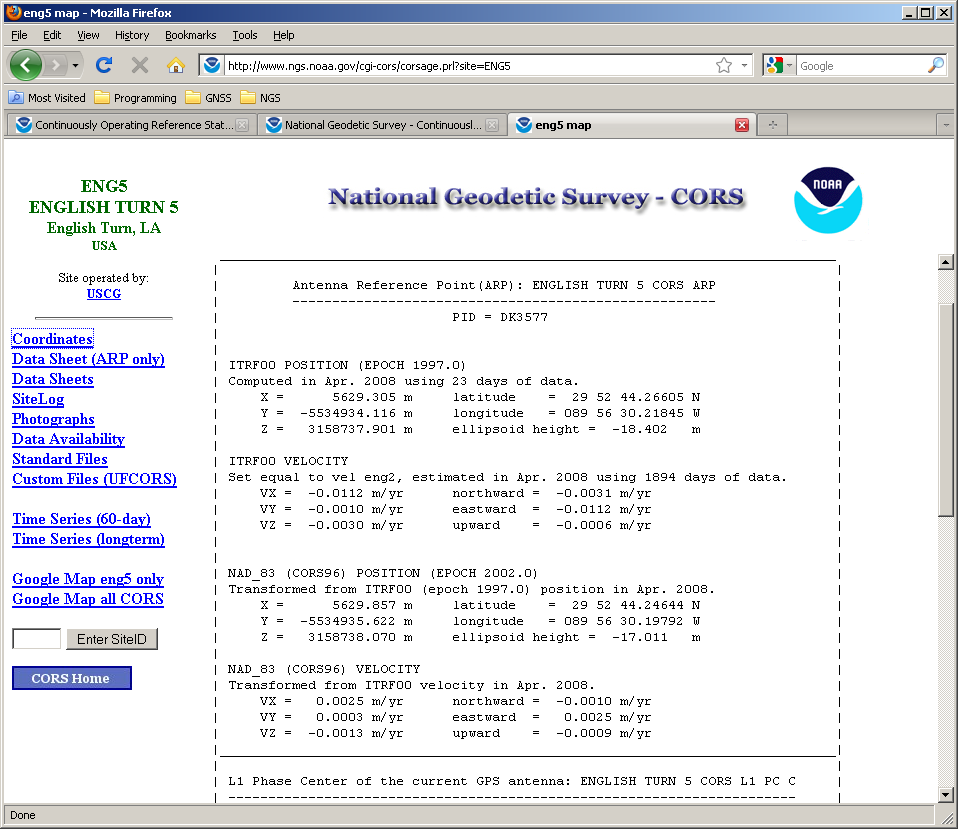 eng5 map - Mozilla Firefox
File Edit View History Bookmarks Tools Help
http://www.ngs.noaa.gov/cgi-cors/corsage.prl?site=ENG5
Google
Most Visited Programming GNSS NGS
Continuously Operating Reference Stat...
National Geodetic Survey - Continuousl...
eng5 map
ENG5
ENGLISH TURN 5
English Turn, LA
USA
Site operated by:
USCG
Coordinates
Data Sheet (ARP only)
Data Sheets
SiteLog
Photographs
Data Availability
Standard Files
Custom Files (UFCORS)
Time Series (60-day)
Time Series (longterm)
Google Map eng5 only
Google Map all CORS
Enter SiteID
CORS Home
National Geodetic Survey - CORS
NOAA
Antenna Reference Point(ARP): ENGLISH TURN 5 CORS ARP
-----------------------------------------------------
PID = DK3577
ITRF00 POSITION (EPOCH 1997.0)
Computed in Apr. 2008 using 23 days of data.
X = 5629.305 m latitude = 29 52 44.26605 N
Y = -5534934.116 m longitude = 089 56 30.21845 W
Z = 3158737.901 m ellipsoid height = -18.402 m
ITRF00 VELOCITY
Set equal to vel eng2, estimated in Apr. 2008 using 1894 days of data.
VX = -0.0112 m/yr northward = -0.0031 m/yr
VY = -0.0010 m/yr eastward = -0.0112 m/yr
VZ = -0.0030 m/yr upward = -0.0006 m/yr
NAD_83 (CORS96) POSITION (EPOCH 2002.0)
Transformed from ITRF00 (epoch 1997.0) position in Apr. 2008.
X = 5629.857 m latitude = 29 52 44.24644 N
Y = -5534935.622 m longitude = 089 56 30.19792 W
Z = 3158738.070 m ellipsoid height = -17.011 m
NAD_83 (CORS96) VELOCITY
Transformed from ITRF00 velocity in Apr. 2008.
VX = 0.0025 m/yr northward = -0.0010 m/yr
VY = 0.0003 m/yr eastward = 0.0025 m/yr
VZ = -0.0013 m/yr upward = -0.0009 m/yr
L1 Phase Center of the current GPS antenna: ENGLISH TURN 5 CORS L1 PC C
-----------------------------------------------------------------------
Done